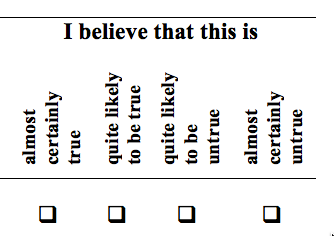 I believe that this is
almost
certainly
true
quite likely
to be true
quite likely
to be
untrue
almost
certainly
untrue